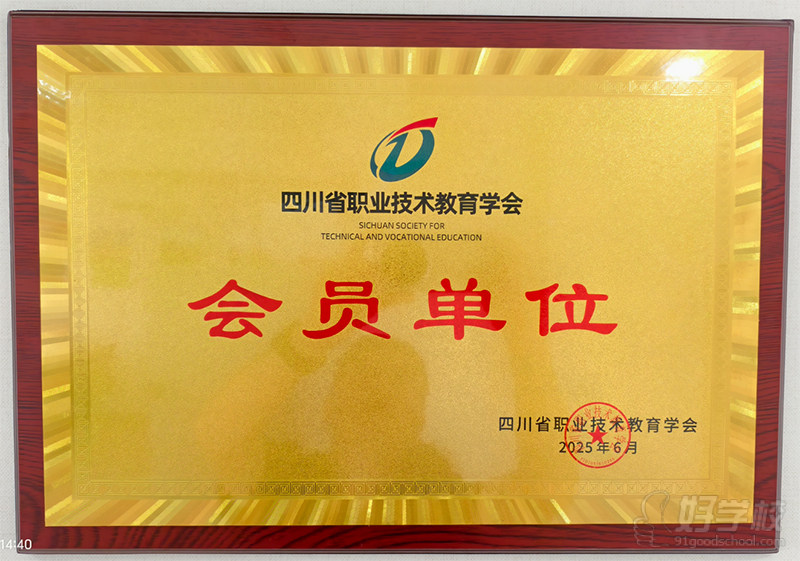 四川省职业技术教育学会
SICHUAN SOCIETY FOR
TECHNICAL AND VOCATIONAL EDUCATION
会员单位
四川省职业技术教育学会
2025年6月
14:40
好学校
91goodschool.com